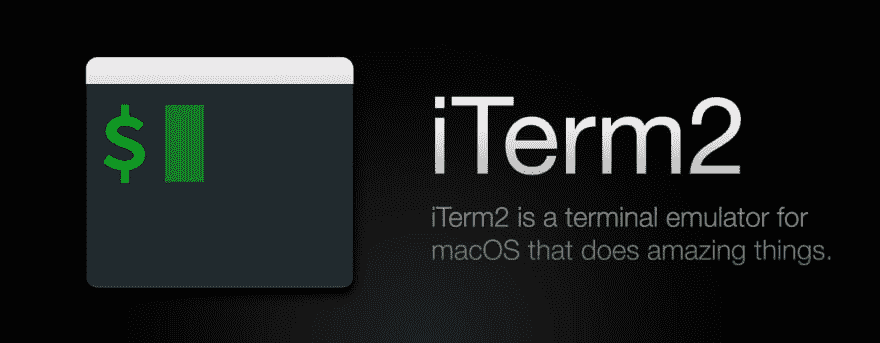 $
iTerm2
iTerm2 is a terminal emulator for
macOS that does amazing things.